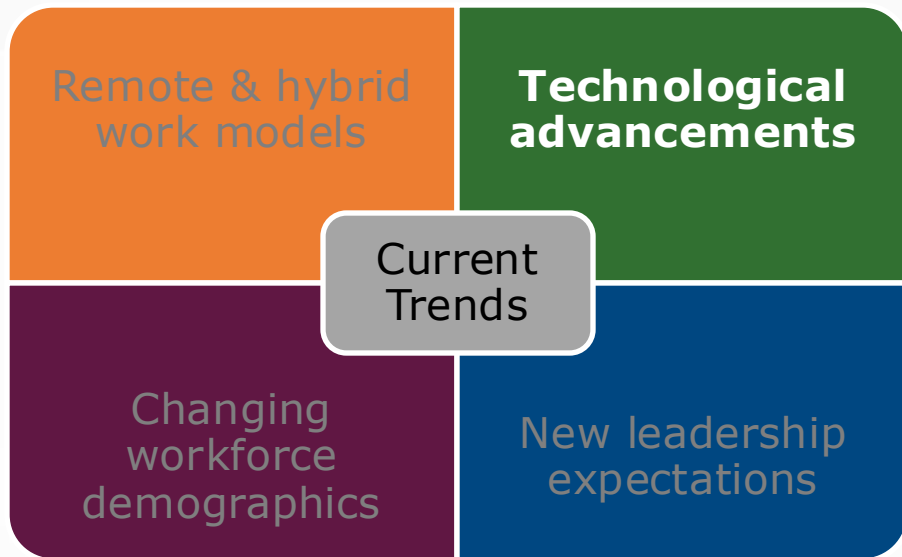 Remote & hybrid
work models
Technological
advancements
Current
Trends
Changing
workforce
demographics
New leadership
expectations